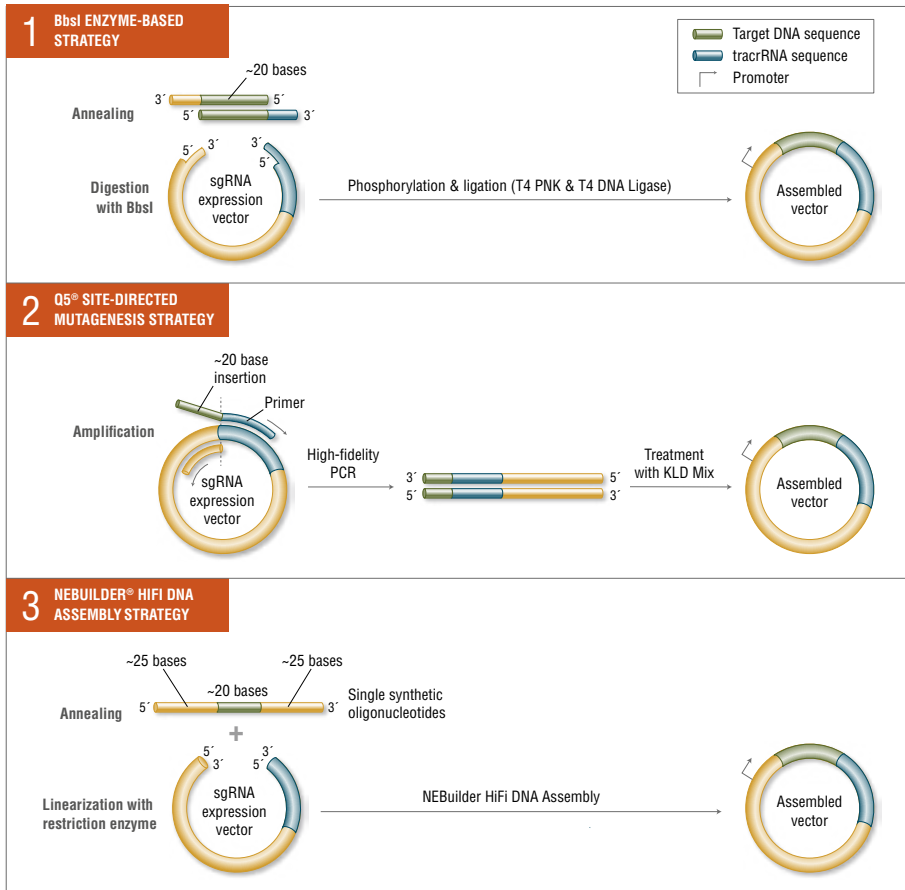 1 BbsI ENZYME-BASED
STRATEGY
Target DNA sequence
tracrRNA sequence
Promoter
~20 bases
3´ 5´
Annealing
5´ 3´
5´ 3´ 3´
5´
Digestion
with BbsI
sgRNA
expression
vector
Phosphorylation & ligation (T4 PNK & T4 DNA Ligase)
Assembled
vector
2 Q5® SITE-DIRECTED
MUTAGENESIS STRATEGY
~20 base
insertion
Primer
Amplification
sgRNA
expression
vector
High-fidelity
PCR
3´ 5´
5´ 3´
Treatment
with KLD Mix
Assembled
vector
3 NEBUILDER® HIFI DNA
ASSEMBLY STRATEGY
~25 bases ~25 bases
~20 bases
Annealing
5´ 3´
Single synthetic
oligonucleotides
+
5´ 3´
3´ 5´
Linearization with
restriction enzyme
sgRNA
expression
vector
NEBuilder HiFi DNA Assembly
Assembled
vector